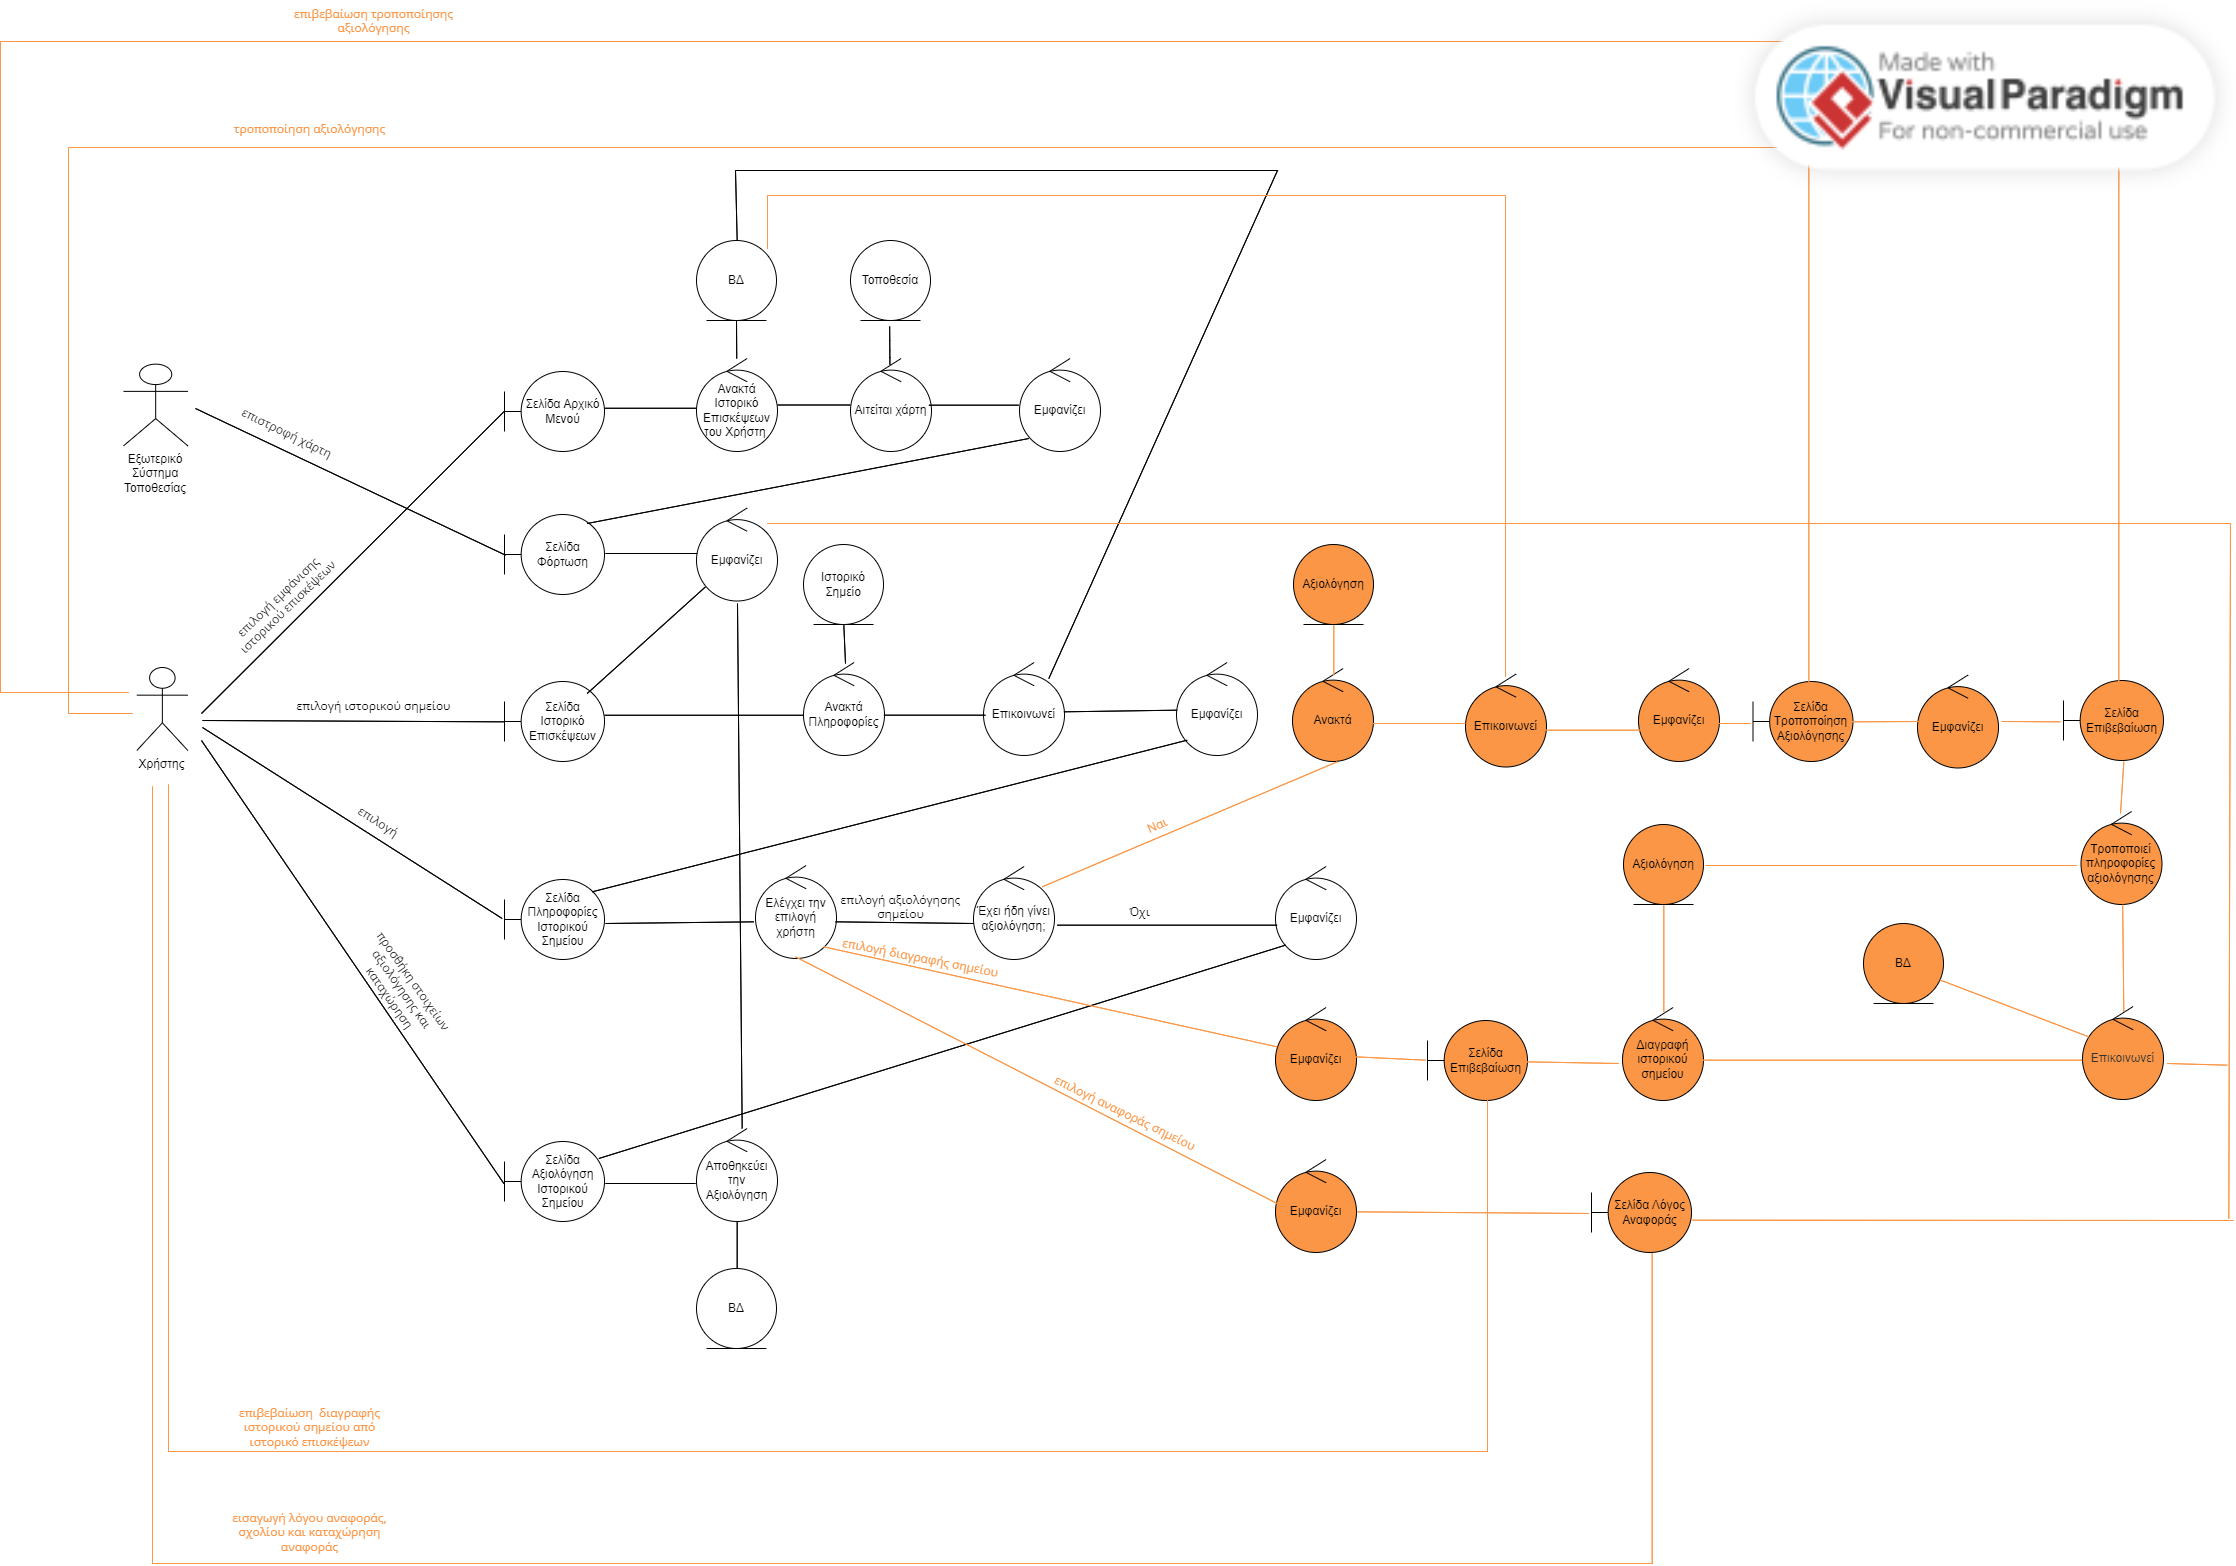 επιβεβαίωση τροποποίησης
αξιολόγησης
Made with
Visual Paradigm
For non-commercial use
τροποποίηση αξιολόγησης
ΒΔ
Τοποθεσία
Εξωτερικό
Σύστημα
Τοποθεσίας
επιστροφή χάρτη
Σελίδα Αρχικό
Μενού
Ανακτά
Ιστορικό
Επισκέψεων
του Χρήστη
Αιτείται χάρτη
Εμφανίζει
Σελίδα
Φόρτωση
Εμφανίζει
Ιστορικό
Σημείο
Αξιολόγηση
επιλογή εμφάνισης
ιστορικού επισκέψεων
Χρήστης
επιλογή ιστορικού σημείου
Σελίδα
Ιστορικό
Επισκέψεων
Ανακτά
Πληροφορίες
Επικοινωνεί
Εμφανίζει
Ανακτά
Επικοινωνεί
Εμφανίζει
Σελίδα
Τροποποίηση
Αξιολόγησης
Εμφανίζει
Σελίδα
Επιβεβαίωση
επιλογή
Ναι
Σελίδα
Πληροφορίες
Ιστορικού
Σημείου
Ελέγχει την
επιλογή
χρήστη
επιλογή αξιολόγησης
σημείου
Έχει ήδη γίνει
αξιολόγηση;
Όχι
Εμφανίζει
Αξιολόγηση
Τροποποιεί
πληροφορίες
αξιολόγησης
επιλογή διαγραφής σημείου
ΒΔ
προσθήκη στοιχείων
αξιολόγησης και
καταχώρηση
Εμφανίζει
Σελίδα
Επιβεβαίωση
Διαγραφή
ιστορικού
σημείου
Επικοινωνεί
επιλογή αναφοράς σημείου
Σελίδα
Αξιολόγηση
Ιστορικού
Σημείου
Αποθηκεύει
την
Αξιολόγηση
Εμφανίζει
Σελίδα Λόγος
Αναφοράς
ΒΔ
επιβεβαίωση  διαγραφής
ιστορικού σημείου από
ιστορικό επισκέψεων
εισαγωγή λόγου αναφοράς,
σχολίου και καταχώρηση
αναφοράς